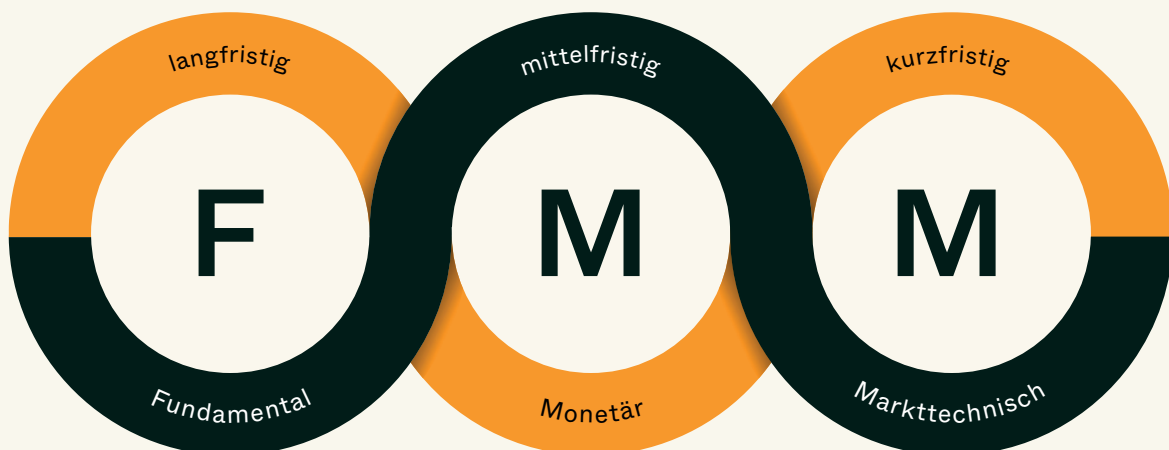 langfristig
mittelfristig
kurzfristig
F
M
M
Fundamental
Monetär
Markttechnisch